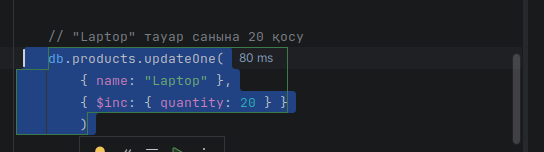 // "Laptop" тауар санына 20 қосу
db.products.updateOne(
80 ms
{ name: "Laptop" },
{ $inc: { quantity: 20 } }
)